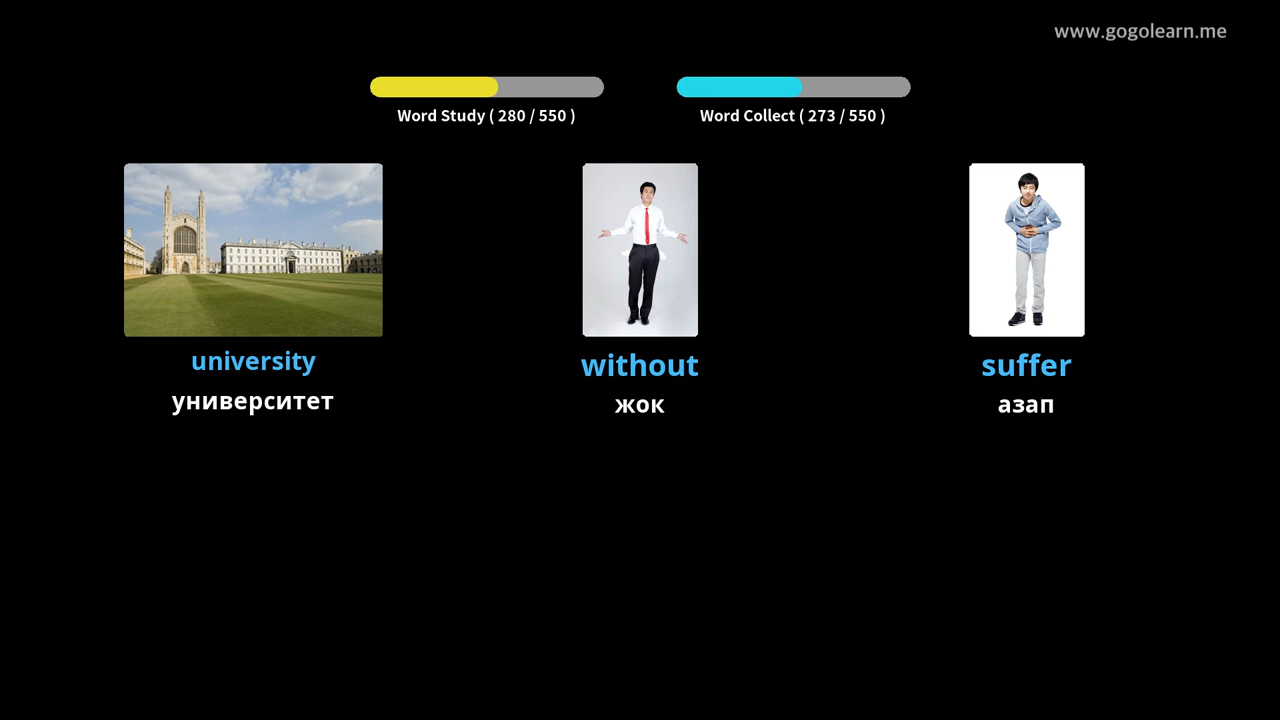 www.gogolearn.me
Word Study ( 280 / 550 )
Word Collect ( 273 / 550 )
university
without
suffer
университет
жок
азап